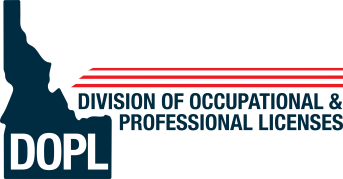 DIVISION OF OCCUPATIONAL &
PROFESSIONAL LICENSES
DOPL